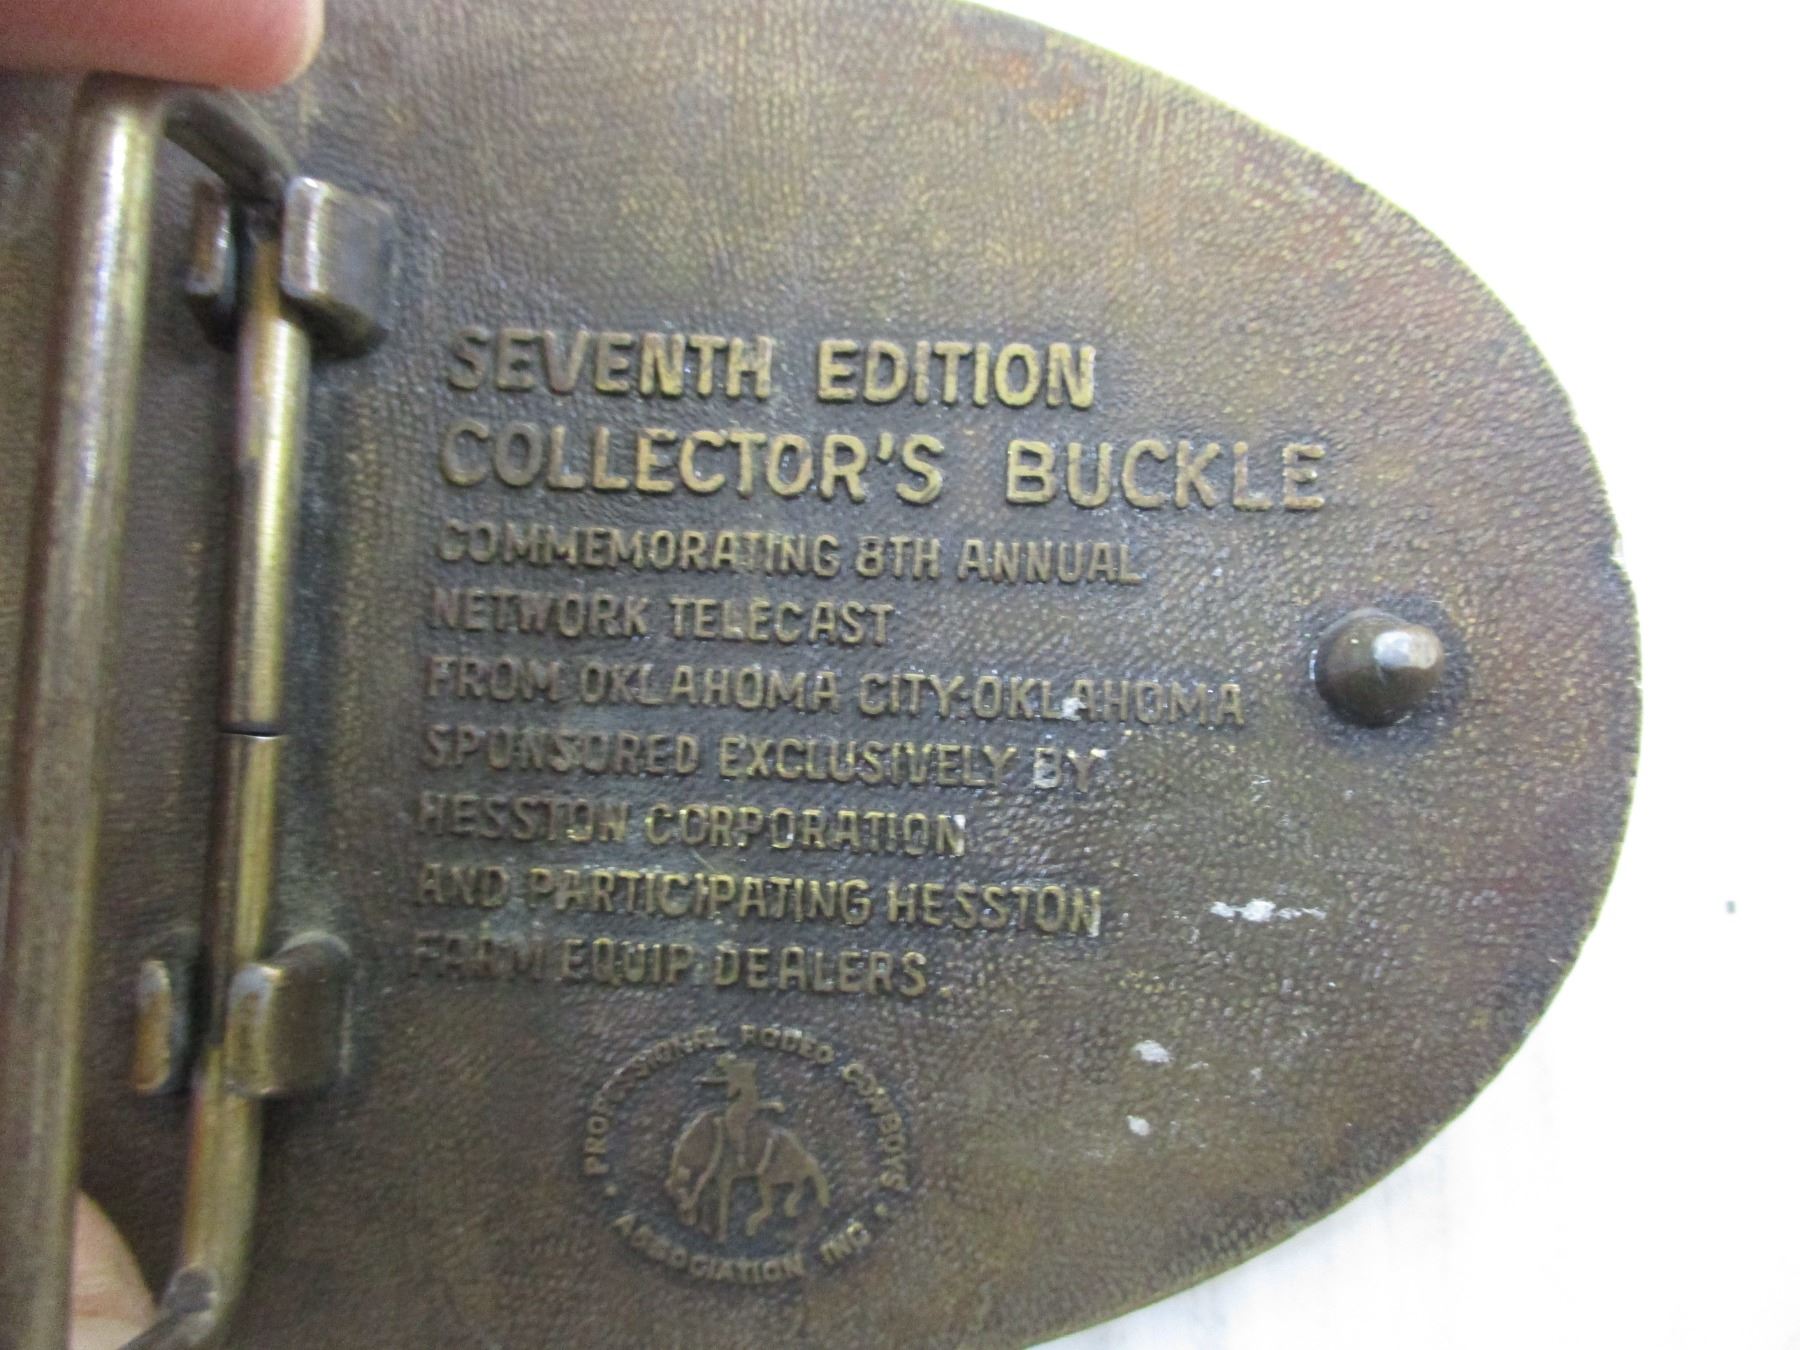 SEVENTH EDITION
COLLECTOR'S BUCKLE
COMMEMORATING 8TH ANNUAL
NETWORK TELECAST
FROM OKLAHOMA CITY-OKLAHOMA
SPONSORED EXCLUSIVELY BY
HESSTON CORPORATION
AND PARTICIPATING HESSTON
FARM EQUIP DEALERS.
PROFESSIONAL RODEO COWBOYS
• ASSOCIATION INC •